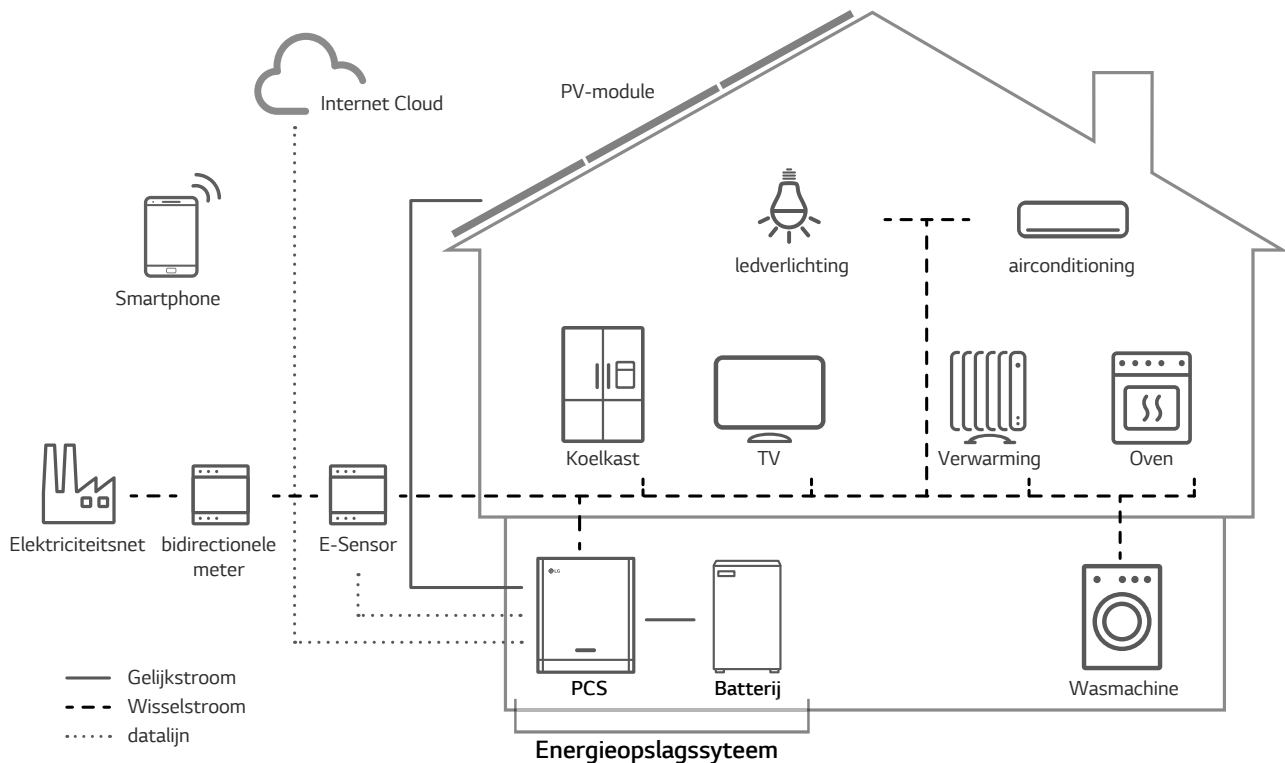 Internet Cloud
PV-module
Smartphone
ledverlichting
airconditioning
Koelkast
TV
Verwarming
Oven
Elektriciteitsnet
bidirectionele
meter
E-Sensor
LG
PCS
Batterij
Wasmachine
Gelijkstroom
Wisselstroom
datalijn
Energieopslagssyteem